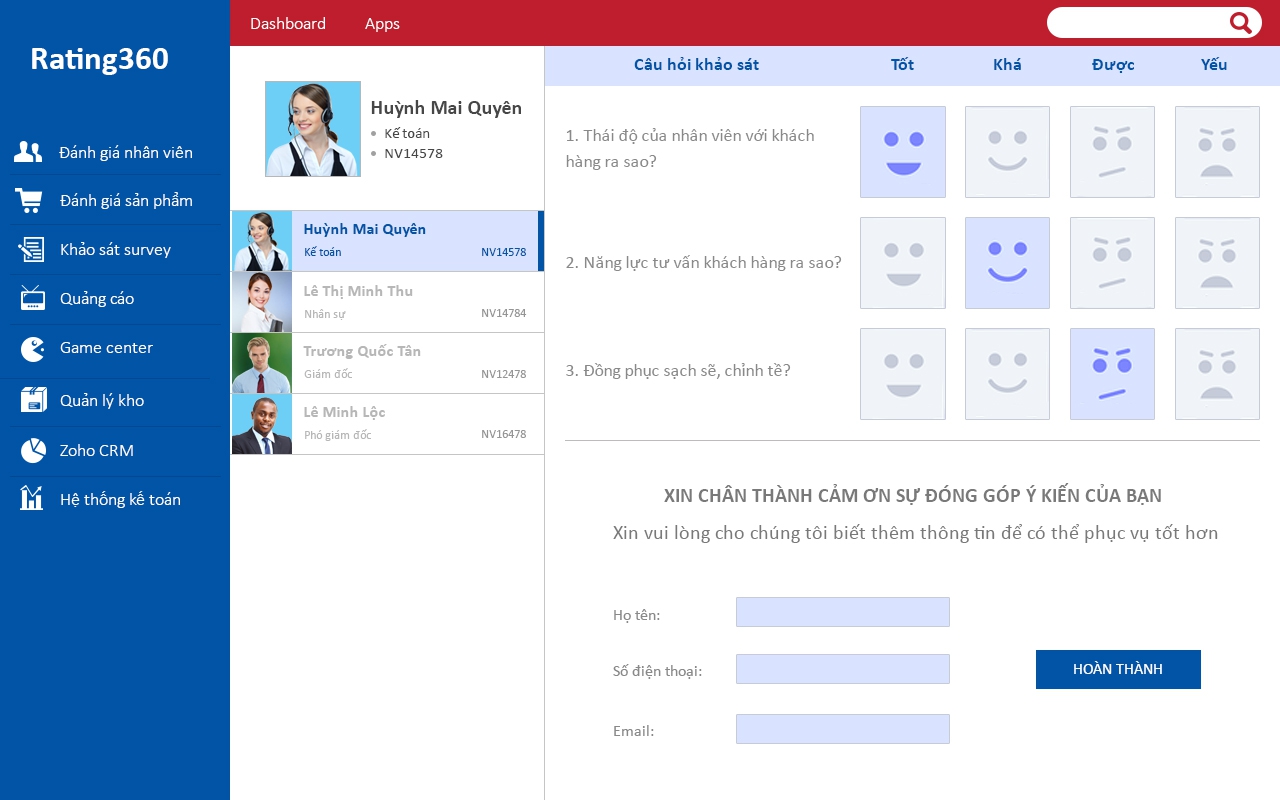 Rating360
Đánh giá nhân viên
Đánh giá sản phẩm
Khảo sát survey
Quảng cáo
Game center
Quản lý kho
Zoho CRM
Hệ thống kế toán
Dashboard Apps
Huỳnh Mai Quyên
Kế toán
NV14578
Huỳnh Mai Quyên
Kế toán NV14578
Lê Thị Minh Thu
Nhân sự NV14784
Trương Quốc Tân
Giám đốc NV12478
Lê Minh Lộc
Phó giám đốc NV16478
Câu hỏi khảo sát Tốt Khá Được Yếu
1. Thái độ của nhân viên với khách
hàng ra sao?
2. Năng lực tư vấn khách hàng ra sao?
3. Đồng phục sạch sẽ, chỉnh tề?
XIN CHÂN THÀNH CẢM ƠN SỰ ĐÓNG GÓP Ý KIẾN CỦA BẠN
Xin vui lòng cho chúng tôi biết thêm thông tin để có thể phục vụ tốt hơn
Họ tên:
Số điện thoại:
Email:
HOÀN THÀNH